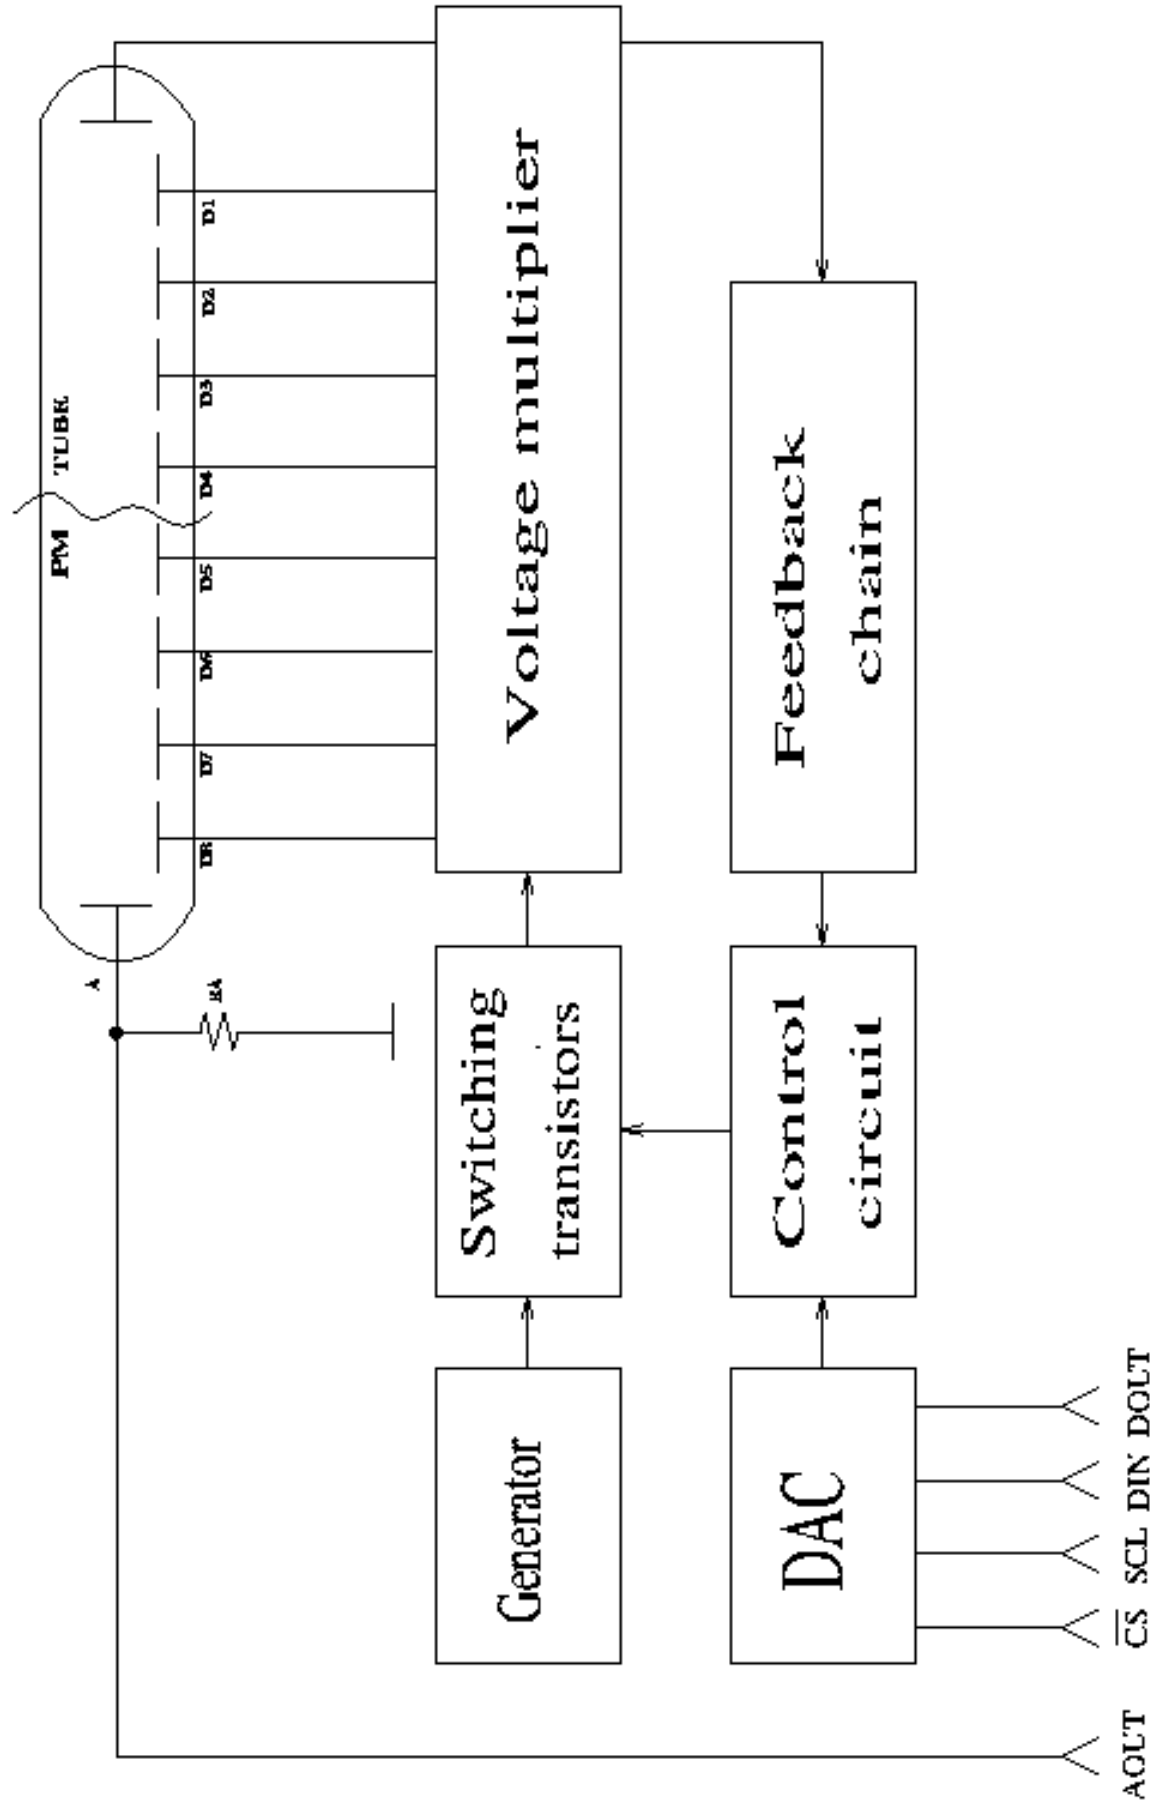 PM TUBE
D8
D7
D6
D5
D4
D3
D2
D1
A
RA
Generator
Switching
transistors
Voltage multiplier
DAC
Control
circuit
Feedback
chain
AOUT
CS
SCL
DIN
DOUT